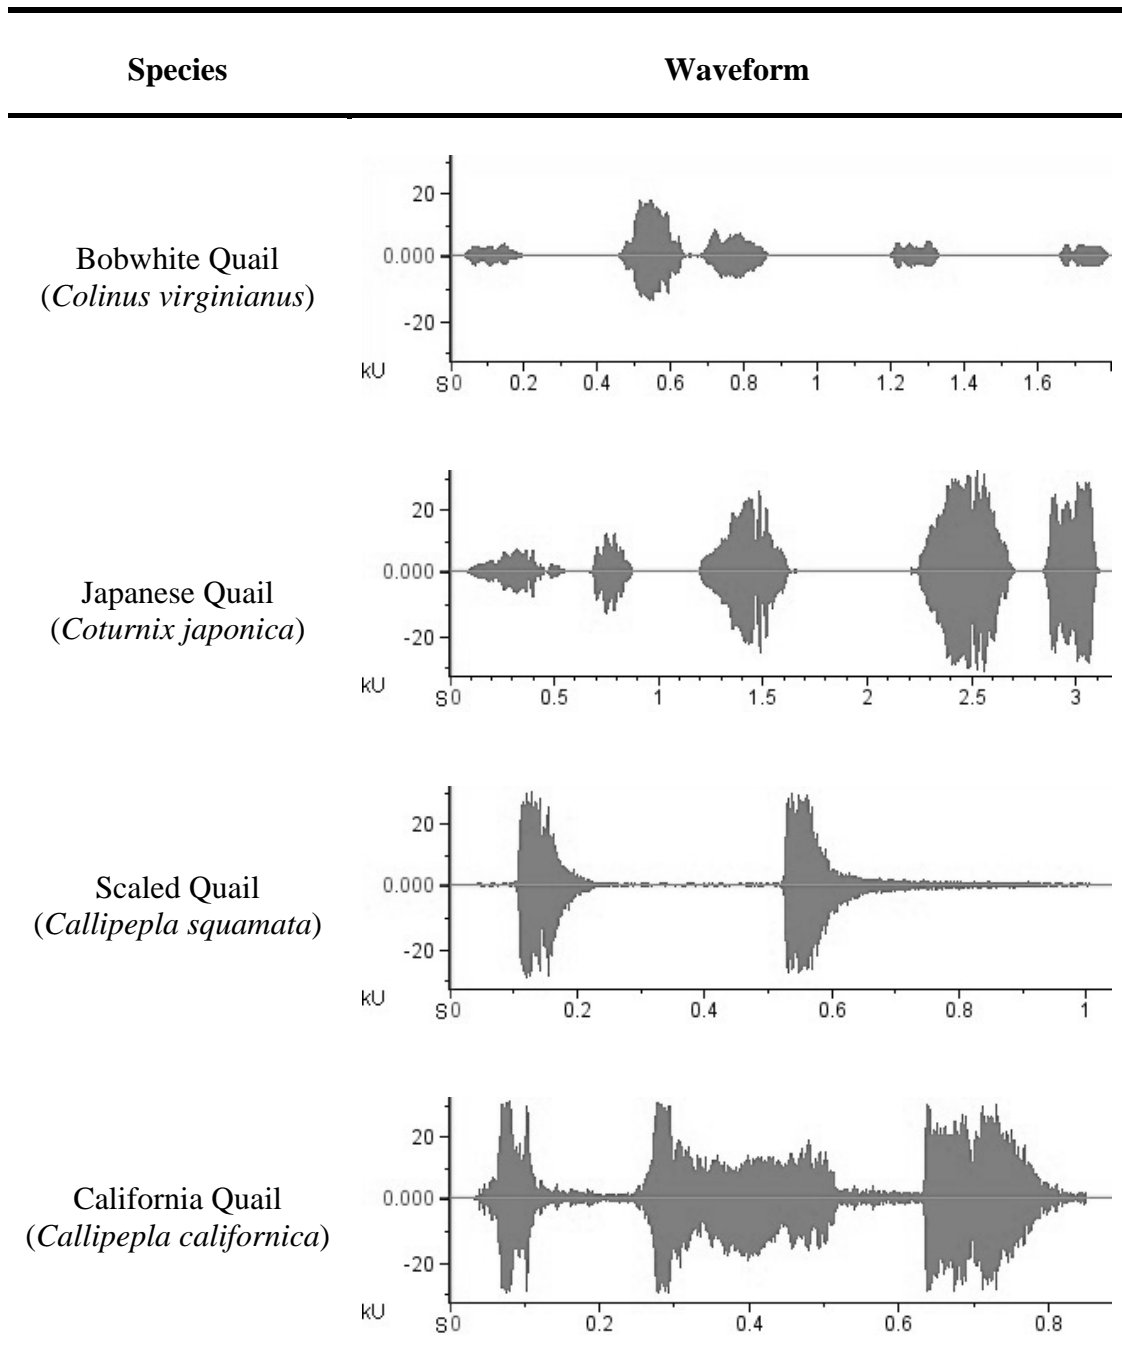 Species Waveform
Bobwhite Quail
(Colinus virginianus)
20
0.000
-20
kU
S 0 0.2 0.4 0.6 0.8 1 1.2 1.4 1.6
Japanese Quail
(Coturnix japonica)
20
0.000
-20
kU
S 0 0.5 1 1.5 2 2.5 3
Scaled Quail
(Callipepla squamata)
20
0.000
-20
kU
S 0 0.2 0.4 0.6 0.8 1
California Quail
(Callipepla californica)
20
0.000
-20
kU
S 0 0.2 0.4 0.6 0.8